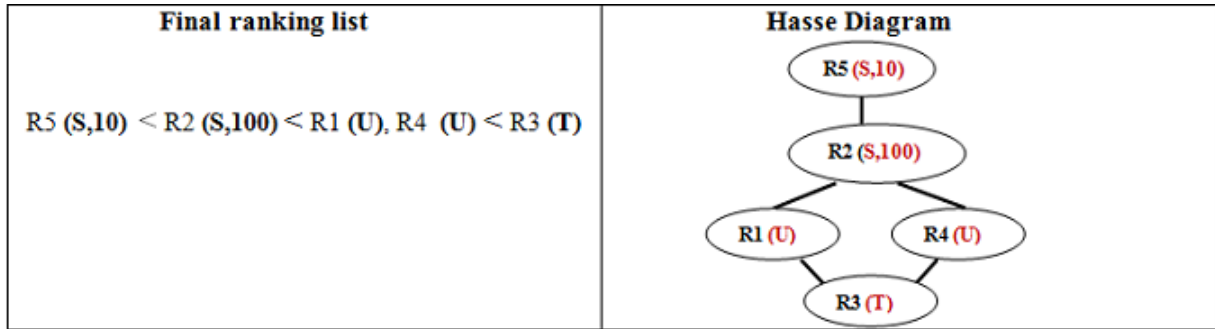 Final ranking list
R5 (S,10) < R2 (S,100) < R1 (U), R4 (U) < R3 (T)
Hasse Diagram
R5 (S,10)
R2 (S,100)
R1 (U) R4 (U)
R3 (T)